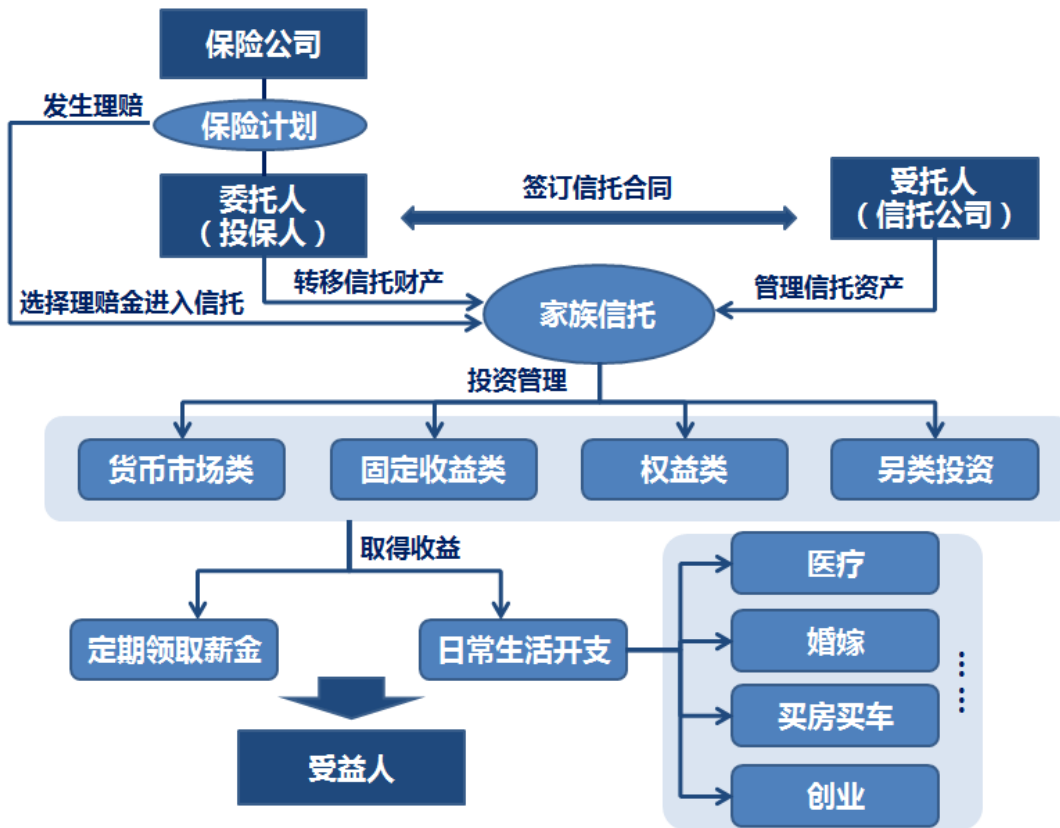 保险公司
发生理赔
保险计划
委托人
（投保人）
签订信托合同
受托人
（信托公司）
转移信托财产
管理信托资产
选择理赔金进入信托
家族信托
投资管理
货币市场类
固定收益类
权益类
另类投资
取得收益
定期领取薪金
日常生活开支
医疗
婚嫁
买房买车
创业
……
受益人